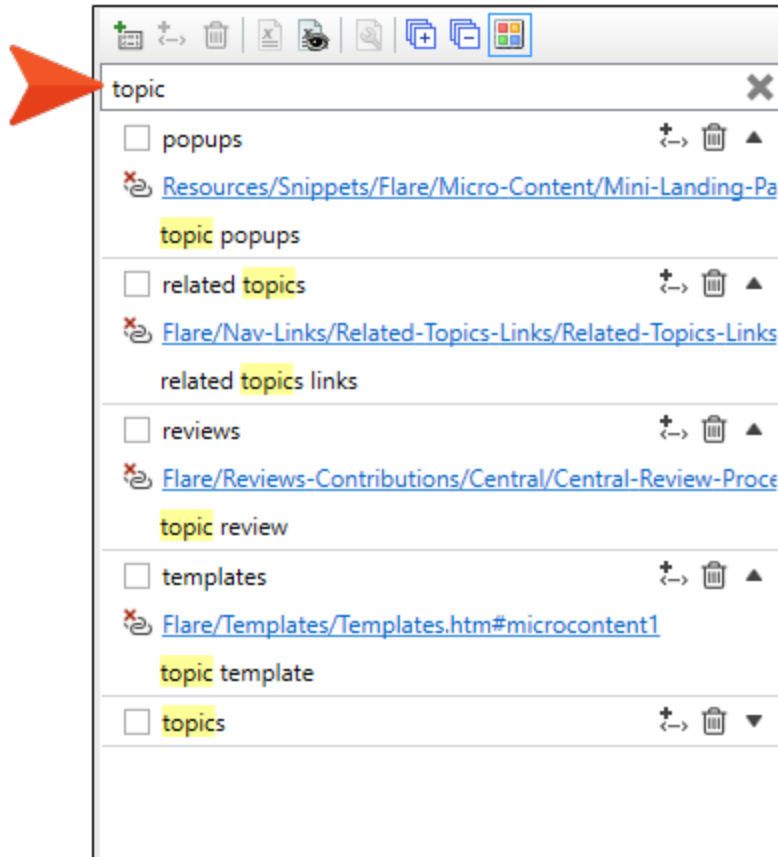 topic
popups
Resources/Snippets/Flare/Micro-Content/Mini-Landing-Pa
topic popups
related topics
Flare/Nav-Links/Related-Topics-Links/Related-Topics-Links
related topics links
reviews
Flare/Reviews-Contributions/Central/Central-Review-Proce
topic review
templates
Flare/Templates/Templates.htm#microcontent1
topic template
topics